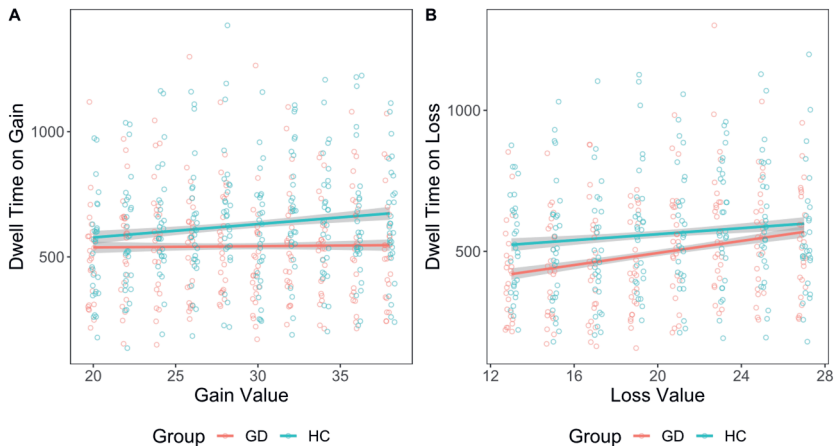 A
B
Dwell Time on Gain
1000
500
20
25
30
35
Gain Value
Dwell Time on Loss
1000
500
12
16
20
24
28
Loss Value
Group GD HC
Group GD HC